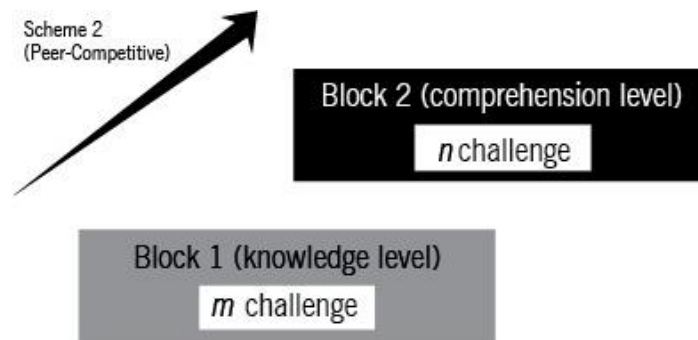 Scheme 2
(Peer-Competitive)
Block 2 (comprehension level)
n challenge
Block 1 (knowledge level)
m challenge